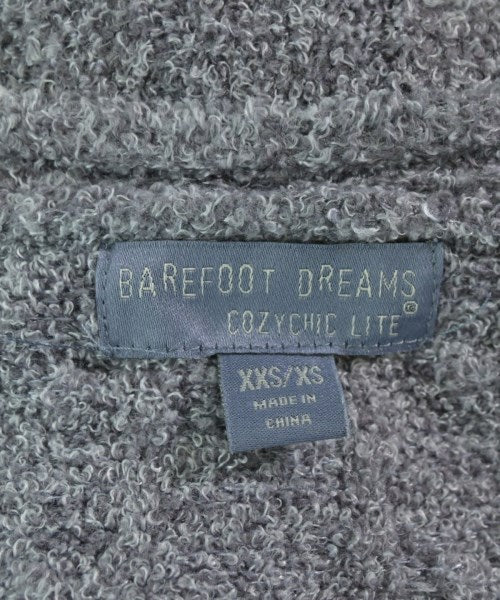 BAREFOOT DREAMS
COZYCHIC LITE®
XXS/XS
MADE IN
CHINA